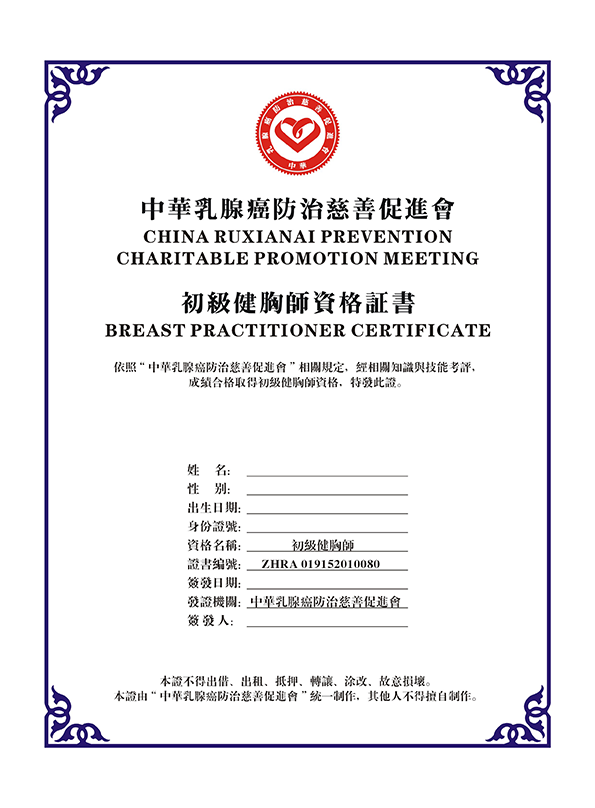 乳腺癌防治慈善促進會
中華
中華乳腺癌防治慈善促進會
CHINA RUXIANAI PREVENTION
CHARITABLE PROMOTION MEETING
初級健胸師資格証書
BREAST PRACTITIONER CERTIFICATE
依照“中華乳腺癌防治慈善促進會”相關規定，經相關知識與技能考評，
成績合格取得初級健胸師資格，特發此證。
姓 名：
性 别：
出生日期：
身份證號：
資格名稱： 初級健胸師
證書編號： ZHRA 019152010080
簽發日期：
發證機關： 中華乳腺癌防治慈善促進會
簽 發 人：
本證不得出借、出租、抵押、轉讓、涂改、故意損壞。
本證由“中華乳腺癌防治慈善促進會”統一制作，其他人不得擅自制作。